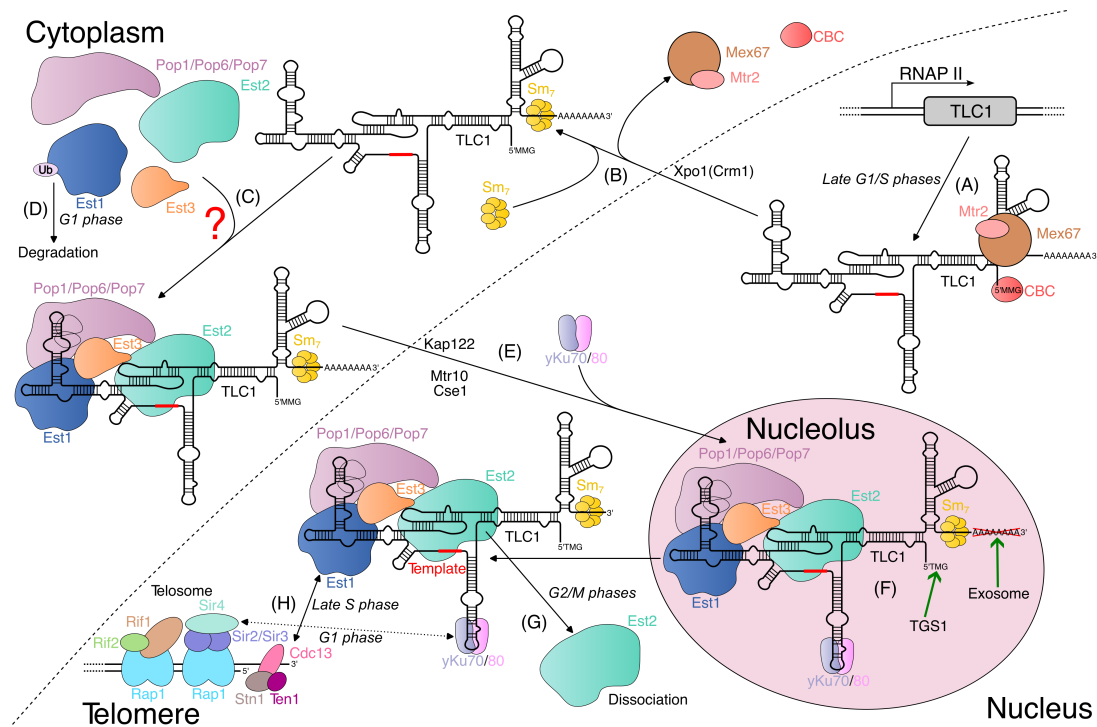 Cytoplasm
Pop1/Pop6/Pop7
Est2
Ub
Est1
Est3
(D)
G1 phase
Degradation
(C)
?
Sm7
AAAAAAAA3'
TLC1
5'MMG
Sm7
(B)
Xpo1(Crm1)
Mex67
Mtr2
CBC
RNAP II
TLC1
Late G1/S phases
(A)
Mtr2
Mex67
AAAAAAAA3
TLC1
5'MMG
CBC
Pop1/Pop6/Pop7
Est3
Est2
Sm7
AAAAAAAA3'
TLC1
5'MMG
Est1
Kap122
Mtr10
Cse1
(E)
yKu70/80
Nucleolus
Pop1/Pop6/Pop7
Est3
Est2
Sm7
AAAAAAAA3'
TLC1
5'TMG
Est1
(F)
Exosome
TGS1
yKu70/80
Pop1/Pop6/Pop7
Est3
Est2
Sm7
3'
TLC1
5'TMG
Est1
Template
G2/M phases
(G)
Est2
Dissociation
(H)
Late S phase
G1 phase
yKu70/80
Telosome
Sir4
Rif1
Rif2
Sir2/Sir3
Cdc13
3'
5'
Rap1
Rap1
Stn1
Ten1
Telomere
Nucleus